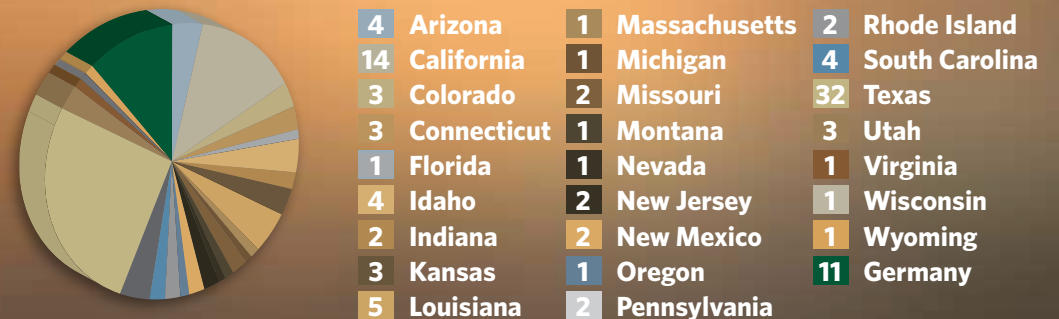 4 Arizona
14 California
3 Colorado
3 Connecticut
1 Florida
4 Idaho
2 Indiana
3 Kansas
5 Louisiana
1 Massachusetts
1 Michigan
2 Missouri
1 Montana
1 Nevada
2 New Jersey
2 New Mexico
1 Oregon
2 Pennsylvania
2 Rhode Island
4 South Carolina
32 Texas
3 Utah
1 Virginia
1 Wisconsin
1 Wyoming
11 Germany